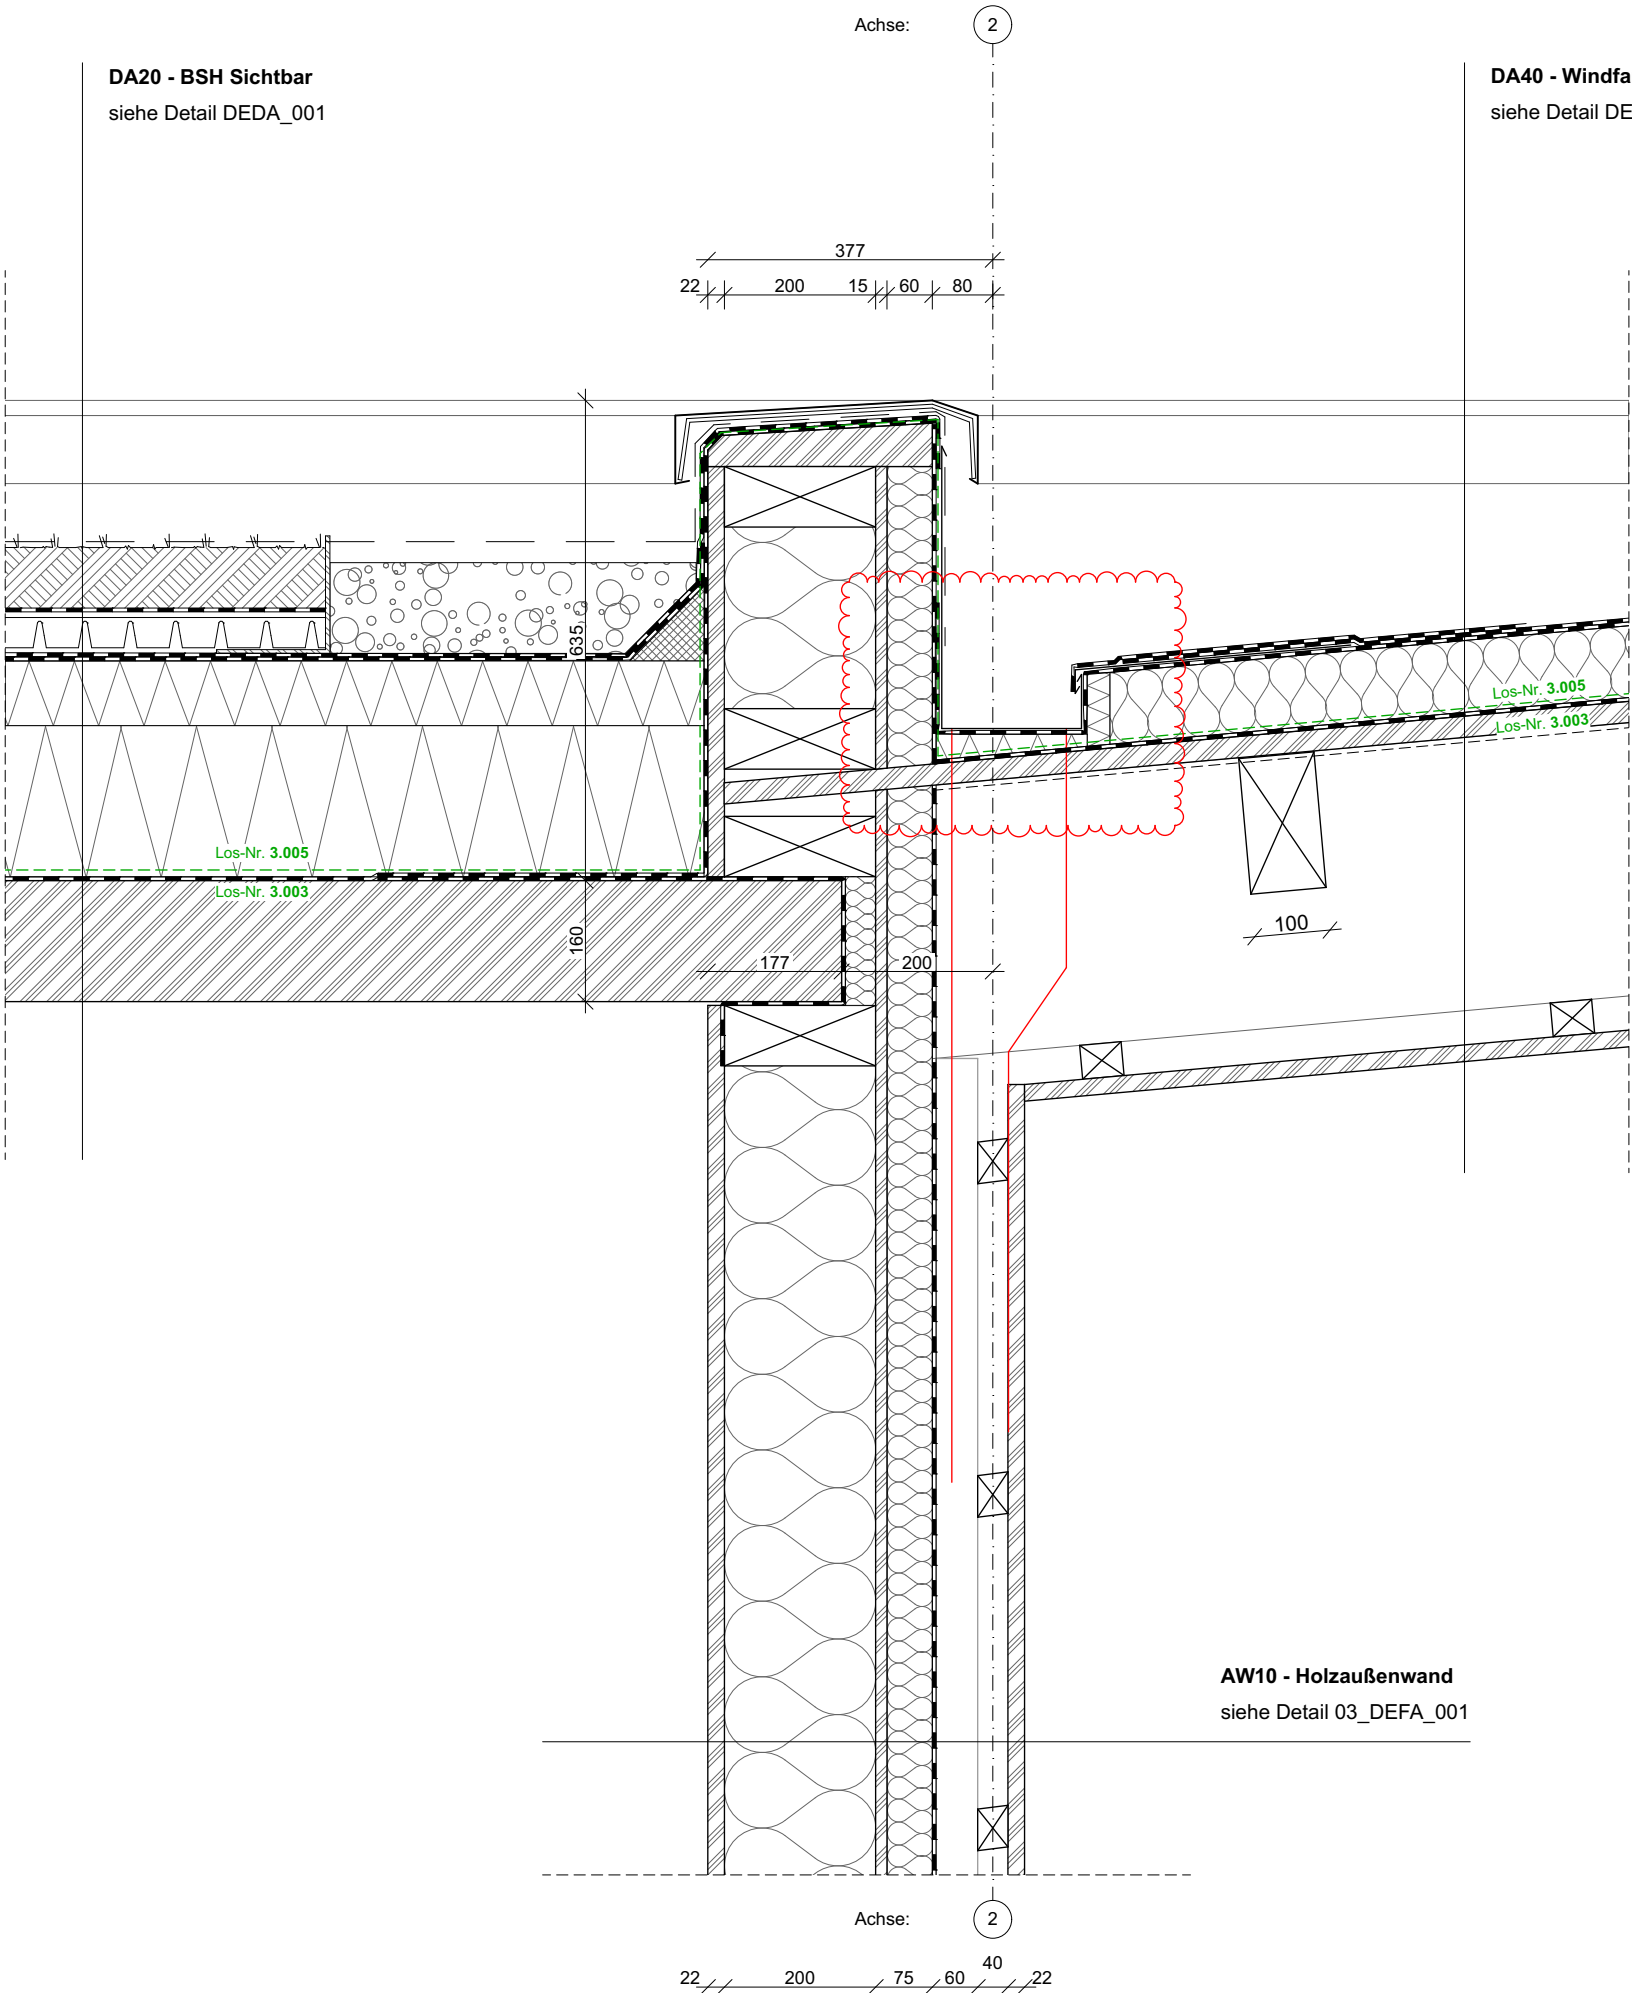 Achse:
2
DA20 - BSH Sichtbar
siehe Detail DEDA_001
DA40 - Windfa
siehe Detail DE
377
22
200
15
60
80
635
Los-Nr. 3.005
Los-Nr. 3.003
Los-Nr. 3.005
Los-Nr. 3.003
100
160
177
200
AW10 - Holzaußenwand
siehe Detail 03_DEFA_001
Achse:
2
22
200
75
60
40
22